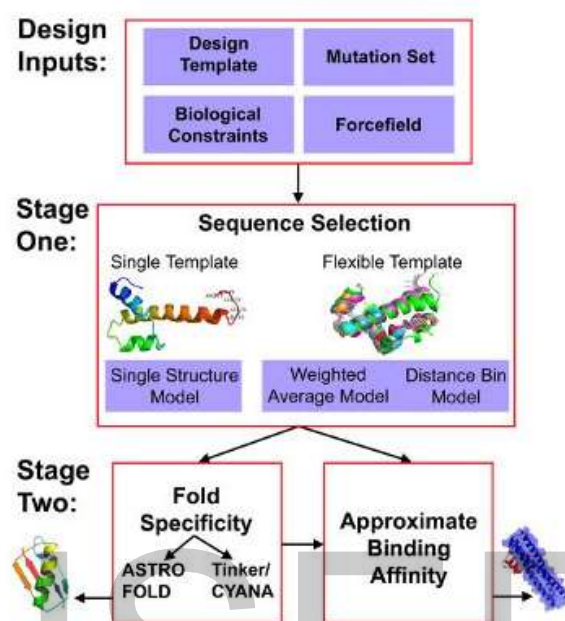 Design
Inputs:
Design
Template
Mutation Set
Biological
Constraints
Forcefield
Stage
One:
Sequence Selection
Single Template
Flexible Template
Single Structure
Model
Weighted
Average Model
Distance Bin
Model
Stage
Two:
Fold
Specificity
ASTRO
FOLD
Tinker/
CYANA
Approximate
Binding
Affinity